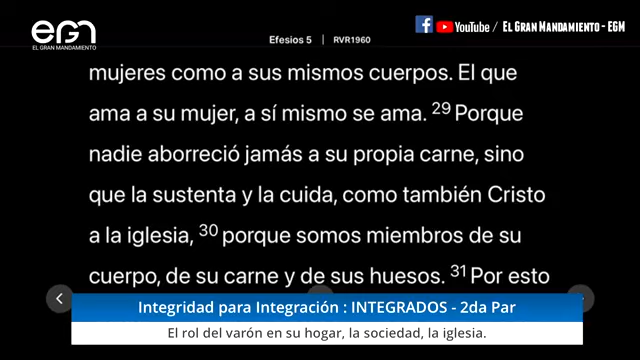 EGM
EL GRAN MANDAMIENTO
YouTube / EL GRAN MANDAMIENTO - EGM
Efesios 5 | RVR1960
mujeres como a sus mismos cuerpos. El que
ama a su mujer, a sí mismo se ama. 29 Porque
nadie aborreció jamás a su propia carne, sino
que la sustenta y la cuida, como también Cristo
a la iglesia, 30 porque somos miembros de su
cuerpo, de su carne y de sus huesos. 31 Por esto
Integridad para Integración : INTEGRADOS - 2da Par
El rol del varón en su hogar, la sociedad, la iglesia.